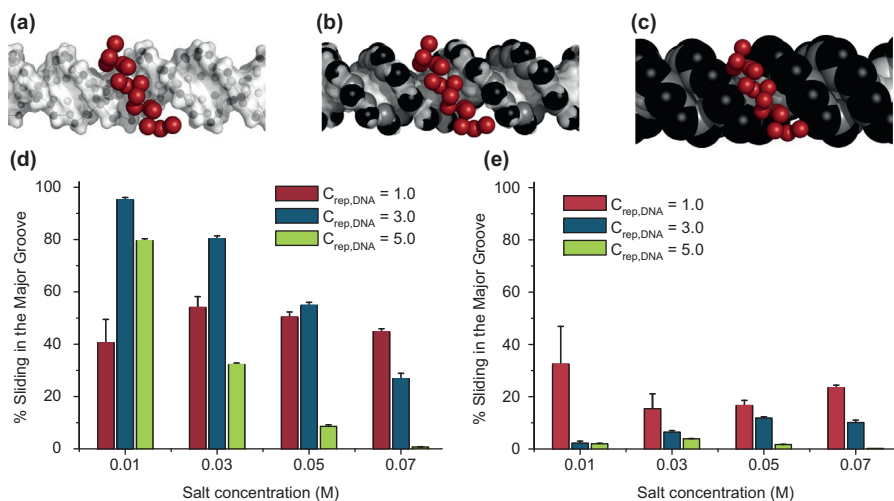 (a)
(b)
(c)
(d)
100
80
60
40
20
0
% Sliding in the Major Groove
C_rep,DNA = 1.0
C_rep,DNA = 3.0
C_rep,DNA = 5.0
0.01 0.03 0.05 0.07
Salt concentration (M)
(e)
100
80
60
40
20
0
% Sliding in the Major Groove
C_rep,DNA = 1.0
C_rep,DNA = 3.0
C_rep,DNA = 5.0
0.01 0.03 0.05 0.07
Salt concentration (M)